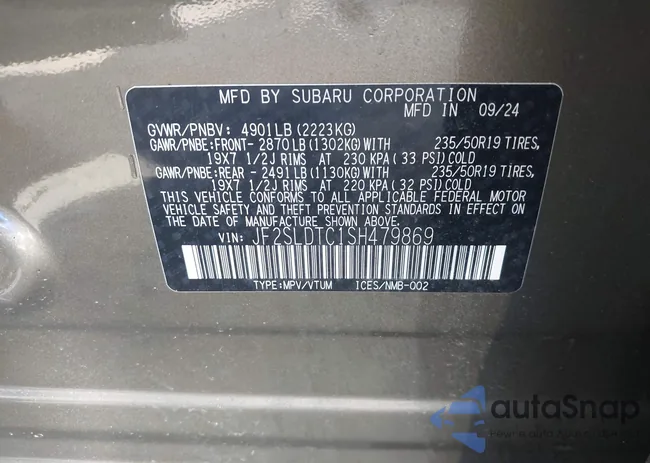 MFD BY SUBARU CORPORATION
MFD IN 09/24
GVWR/PNBV: 4901LB(2223KG)
GAWR/PNBE:FRONT- 2870LB(1302KG)WITH 235/50R19 TIRES,
19X7 1/2J RIMS AT 230 KPA(33 PSI)COLD
GAWR/PNBE:REAR - 2491LB(1130KG)WITH 235/50R19 TIRES,
19X7 1/2J RIMS AT 220 KPA(32 PSI)COLD
THIS VEHICLE CONFORMS TO ALL APPLICABLE FEDERAL MOTOR
VEHICLE SAFETY AND THEFT PREVENTION STANDARDS IN EFFECT ON
THE DATE OF MANUFACTURE SHOWN ABOVE.
VIN: JF2SLDTC1SH479869
TYPE:MPV/VTUM ICES/NMB-002
autoSnap